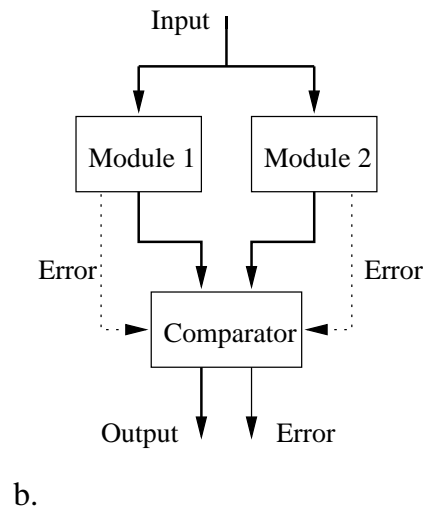 Input
Module 1
Module 2
Error
Error
Comparator
Output
Error
b.